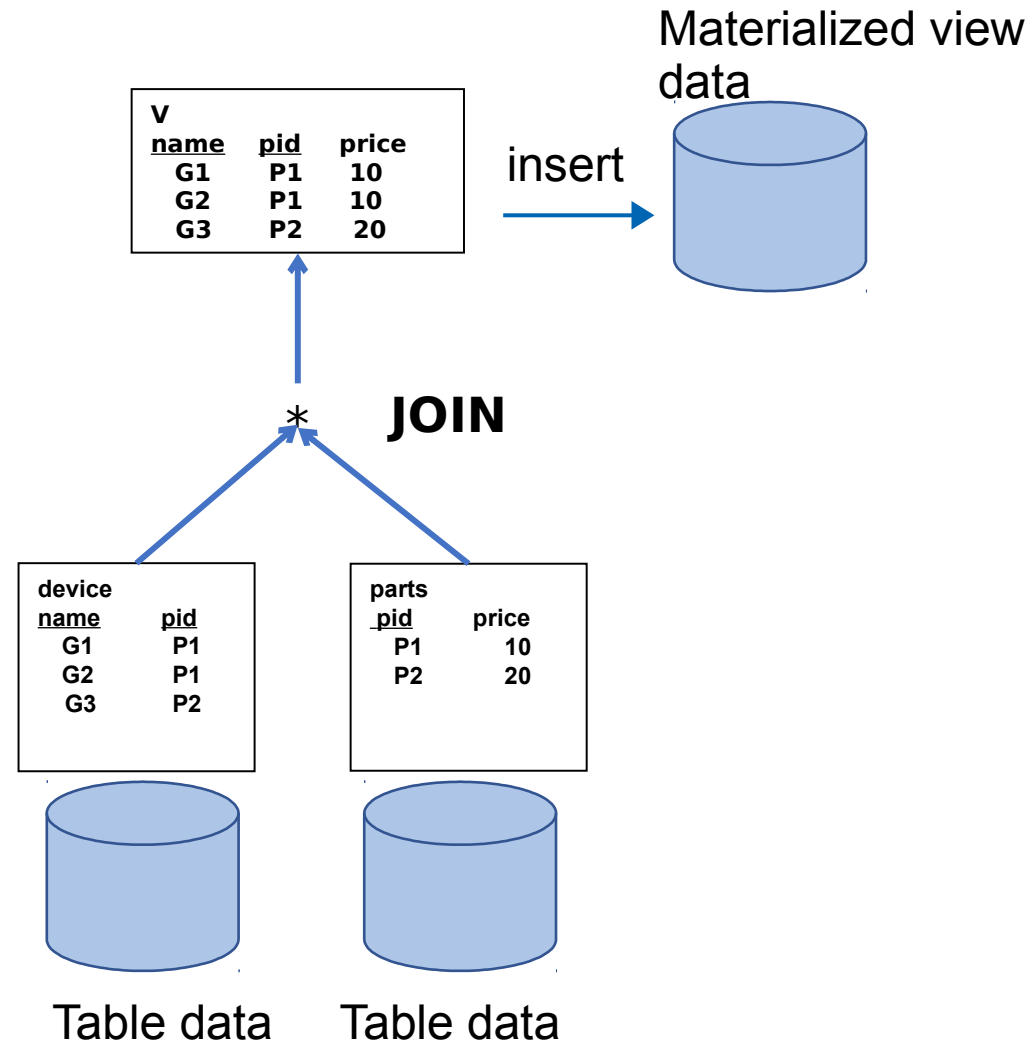 Materialized view
data
V
name pid price
G1 P1 10
G2 P1 10
G3 P2 20
insert
* JOIN
device
name pid
G1 P1
G2 P1
G3 P2
parts
pid price
P1 10
P2 20
Table data
Table data